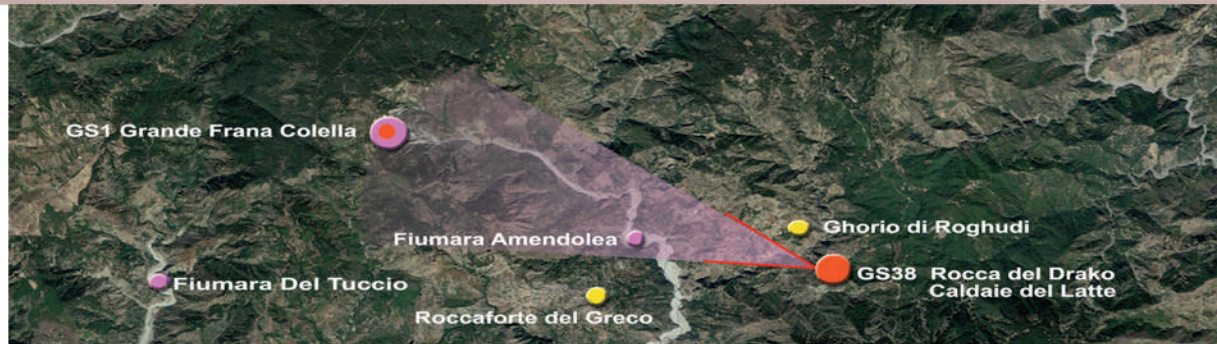 GS1 Grande Frana Colella
Fiumara Amendolea
Ghorio di Roghudi
GS38 Rocca del Drako
Caldaie del Latte
Fiumara Del Tuccio
Roccaforte del Greco